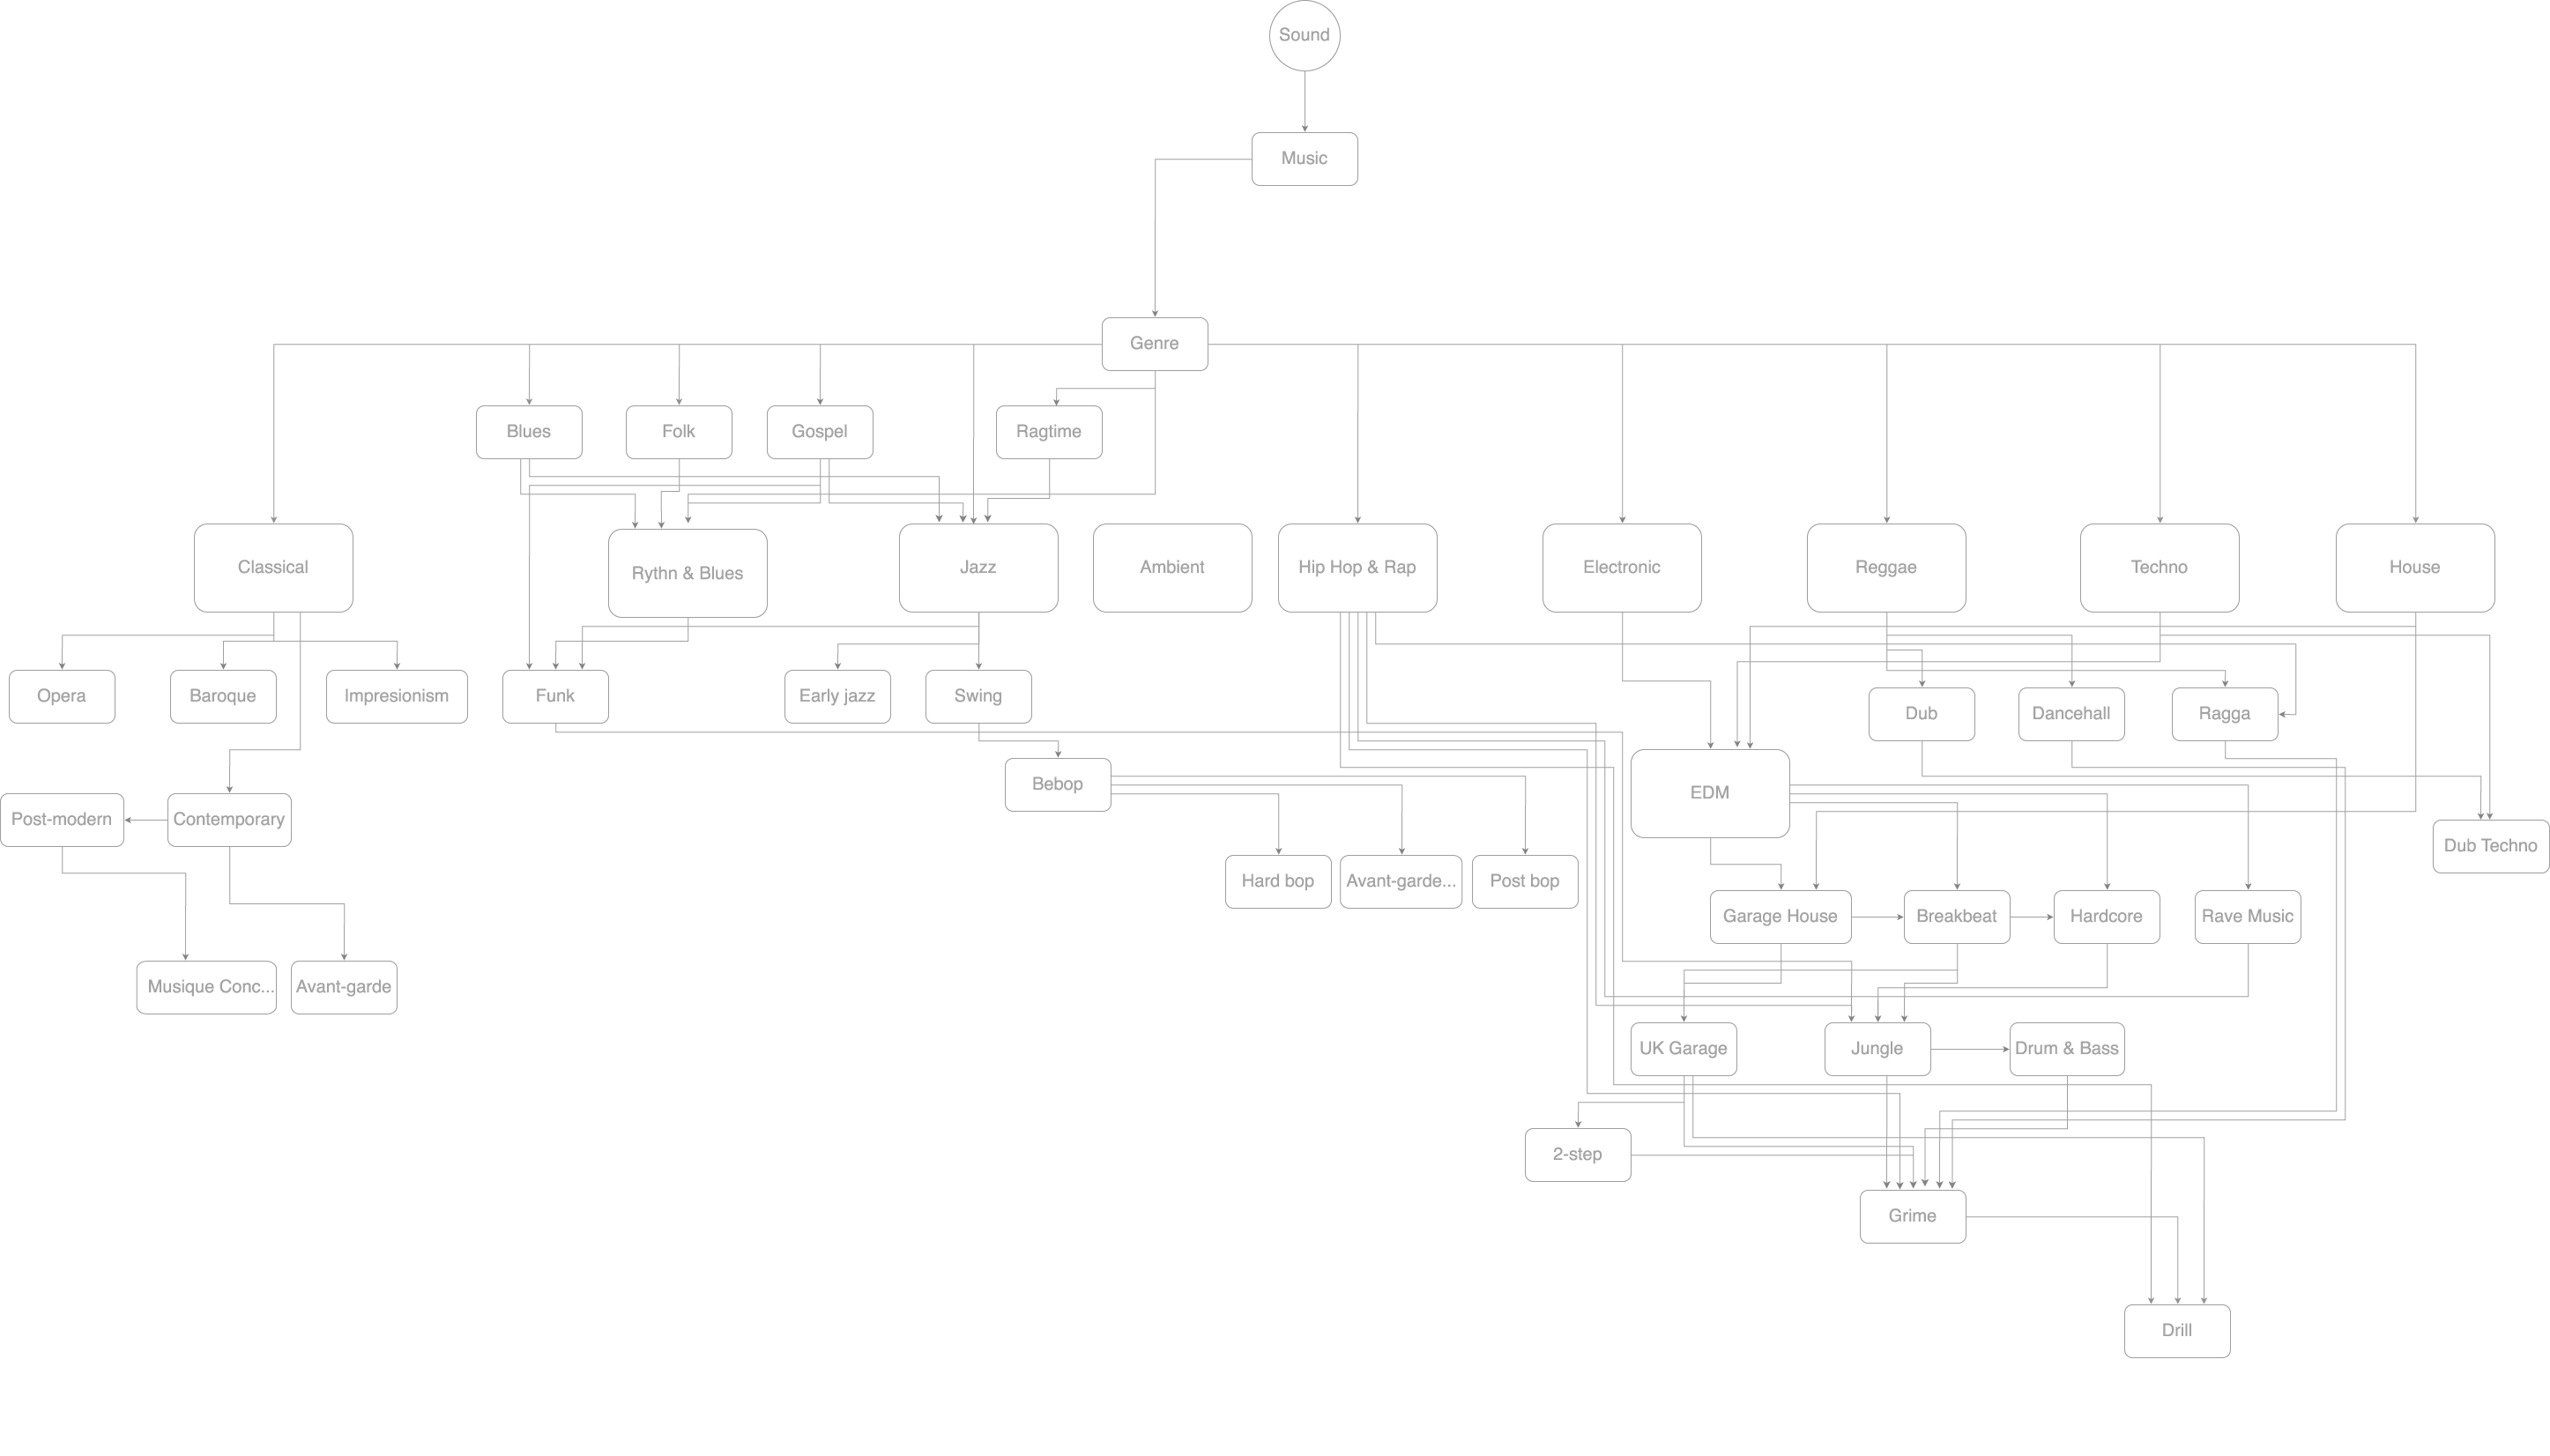 Sound
Music
Genre
Blues
Folk
Gospel
Ragtime
Classical
Rythn & Blues
Jazz
Ambient
Hip Hop & Rap
Electronic
Reggae
Techno
House
Opera
Baroque
Impresionism
Funk
Early jazz
Swing
Dub
Dancehall
Ragga
Bebop
EDM
Post-modern
Contemporary
Dub Techno
Hard bop
Avant-garde...
Post bop
Garage House
Breakbeat
Hardcore
Rave Music
Musique Conc...
Avant-garde
UK Garage
Jungle
Drum & Bass
2-step
Grime
Drill